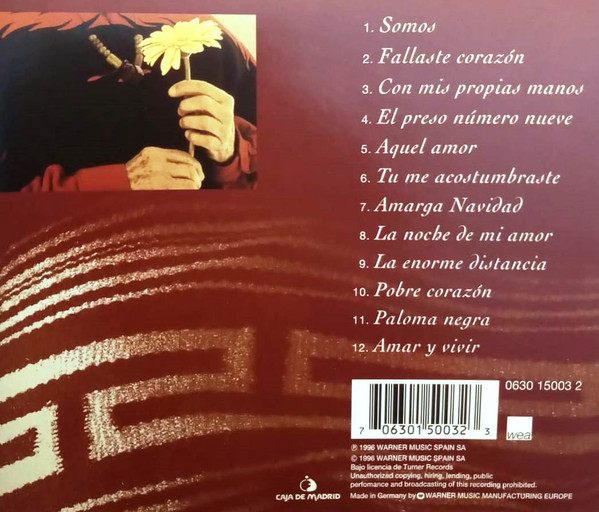 1. Somos
2. Fallaste corazón
3. Con mis propias manos
4. El preso número nueve
5. Aquel amor
6. Tu me acostumbraste
7. Amarga Navidad
8. La noche de mi amor
9. La enorme distancia
10. Pobre corazón
11. Paloma negra
12. Amar y vivir
0630 15003 2
7 06301 50032 3
wea
℗ 1996 WARNER MUSIC SPAIN SA
© 1996 WARNER MUSIC SPAIN SA
Bajo licencia de Turner Records
Unauthorized copying, hiring, lending, public
perfomance and broadcasting of this recording prohibited.
Made in Germany by WARNER MUSIC MANUFACTURING EUROPE
CAJA DE MADRID